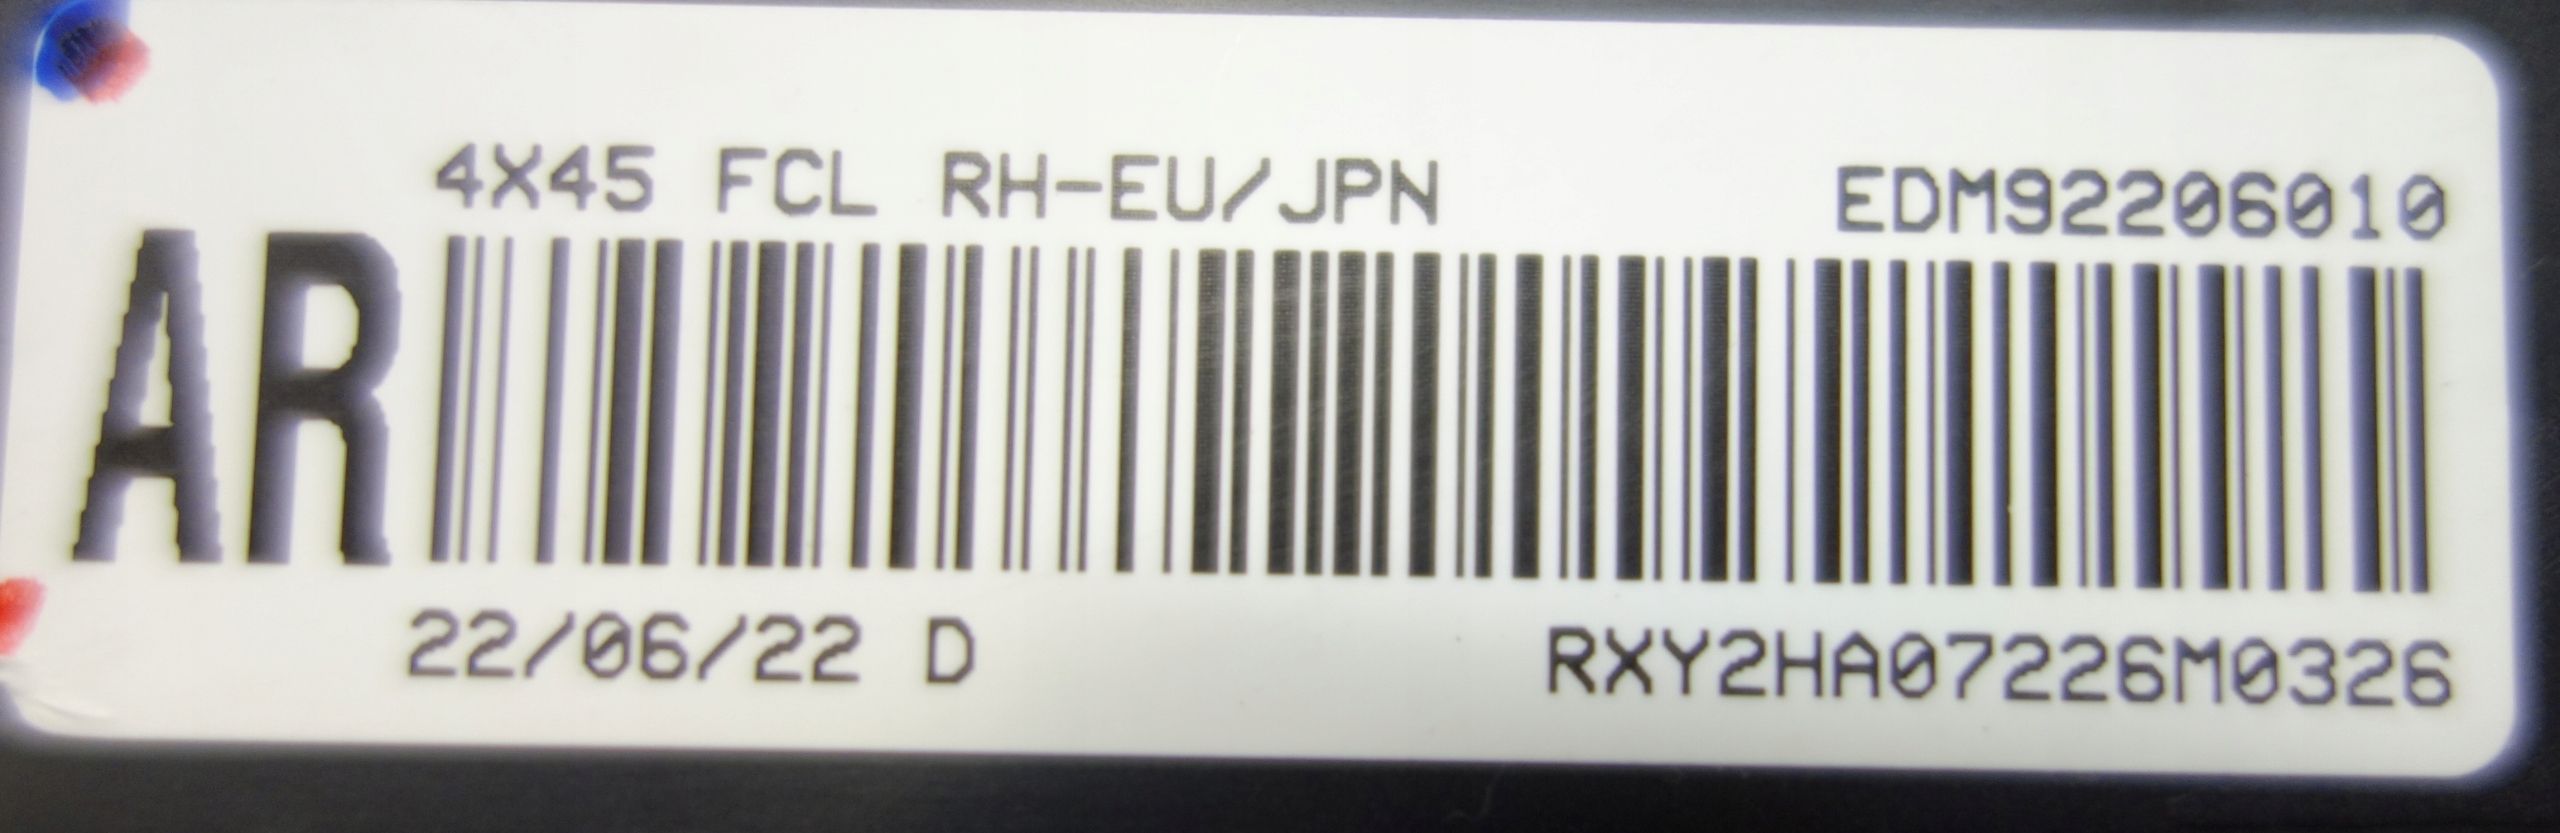 4X45 FCL RH-EU/JPN EDM92206010
AR
22/06/22 D RXY2HA07226M0326